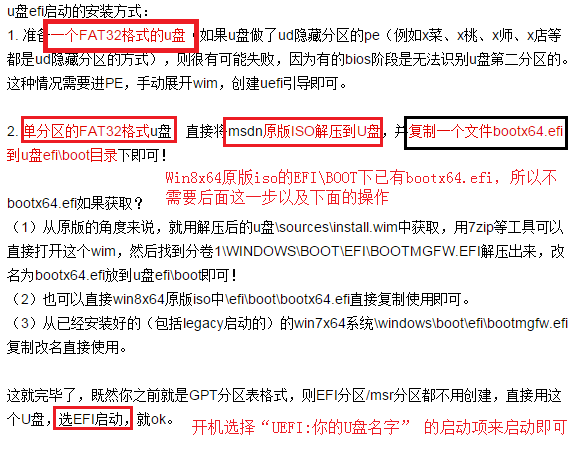 u盘efi启动的安装方式：
1. 准备一个FAT32格式的u盘，如果u盘做了ud隐藏分区的pe（例如x菜、x桃、x师、x店等
都是ud隐藏分区的方式），则很有可能失败，因为有的bios阶段是无法识别u盘第二分区的。
这种情况需要进PE，手动展开wim，创建uefi引导即可。
2. 单分区的FAT32格式u盘 直接将msdn原版ISO解压到U盘，并复制一个文件bootx64.efi
到u盘efi\boot目录下即可！
Win8x64原版iso的EFI\BOOT下已有bootx64.efi，所以不
需要后面这一步以及下面的操作
bootx64.efi如果获取？
（1）从原版的角度来说，就用解压后的u盘\sources\install.wim中获取，用7zip等工具可以
直接打开这个wim，然后找到分卷1\WINDOWS\BOOT\EFI\BOOTMGFW.EFI解压出来，改
名为bootx64.efi放到u盘efi\boot即可！
（2）也可以直接win8x64原版iso中\efi\boot\bootx64.efi直接复制使用即可。
（3）从已经安装好的（包括legacy启动的）的win7x64系统\windows\boot\efi\bootmgfw.efi
复制改名直接使用。
这就完毕了，既然你之前就是GPT分区表格式，则EFI分区/msr分区都不用创建，直接用这
个U盘，选EFI启动，就ok。
开机选择“UEFI:你的U盘名字” 的启动项来启动即可